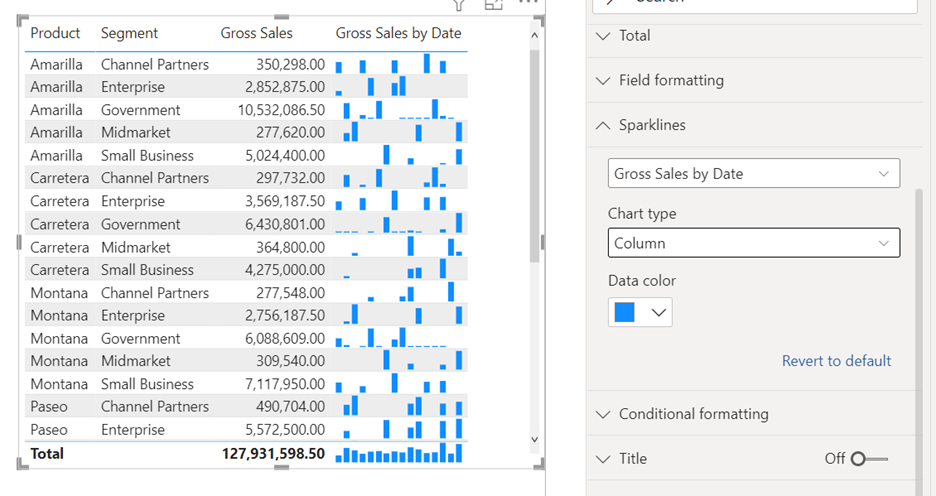 Product Segment Gross Sales Gross Sales by Date
Amarilla Channel Partners 350,298.00
Amarilla Enterprise 2,852,875.00
Amarilla Government 10,532,086.50
Amarilla Midmarket 277,620.00
Amarilla Small Business 5,024,400.00
Carretera Channel Partners 297,732.00
Carretera Enterprise 3,569,187.50
Carretera Government 6,430,801.00
Carretera Midmarket 364,800.00
Carretera Small Business 4,275,000.00
Montana Channel Partners 277,548.00
Montana Enterprise 2,756,187.50
Montana Government 6,088,609.00
Montana Midmarket 309,540.00
Montana Small Business 7,117,950.00
Paseo Channel Partners 490,704.00
Paseo Enterprise 5,572,500.00
Total 127,931,598.50
Search
Total
Field formatting
Sparklines
Gross Sales by Date
Chart type
Column
Data color
Revert to default
Conditional formatting
Title Off